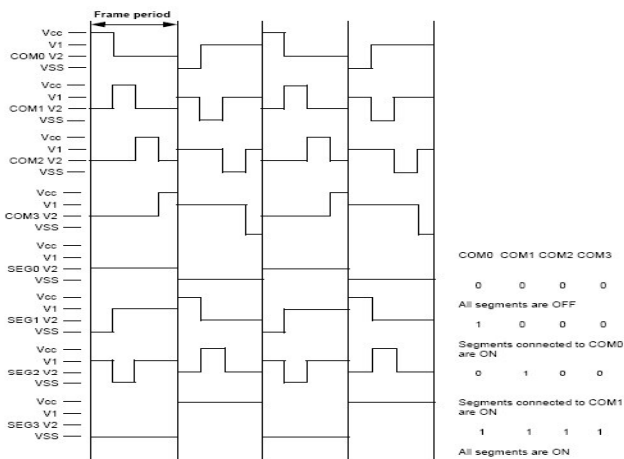 Frame period
Vcc
V1
COM0 V2
VSS
Vcc
V1
COM1 V2
VSS
Vcc
COM2 V2
Vcc
V1
COM3 V2
VSS
Vcc
V1
SEG0 V2
VSS
Vcc
V1
SEG1 V2
VSS
Vcc
V1
SEG2 V2
VSS
Vcc
V1
SEG3 V2
VSS
COM0 COM1 COM2 COM3
0 0 0 0
All segments are OFF
1 0 0 0
Segments connected to COM0
are ON
0 1 0 0
Segments connected to COM1
are ON
1 1 1 1
All segments are ON